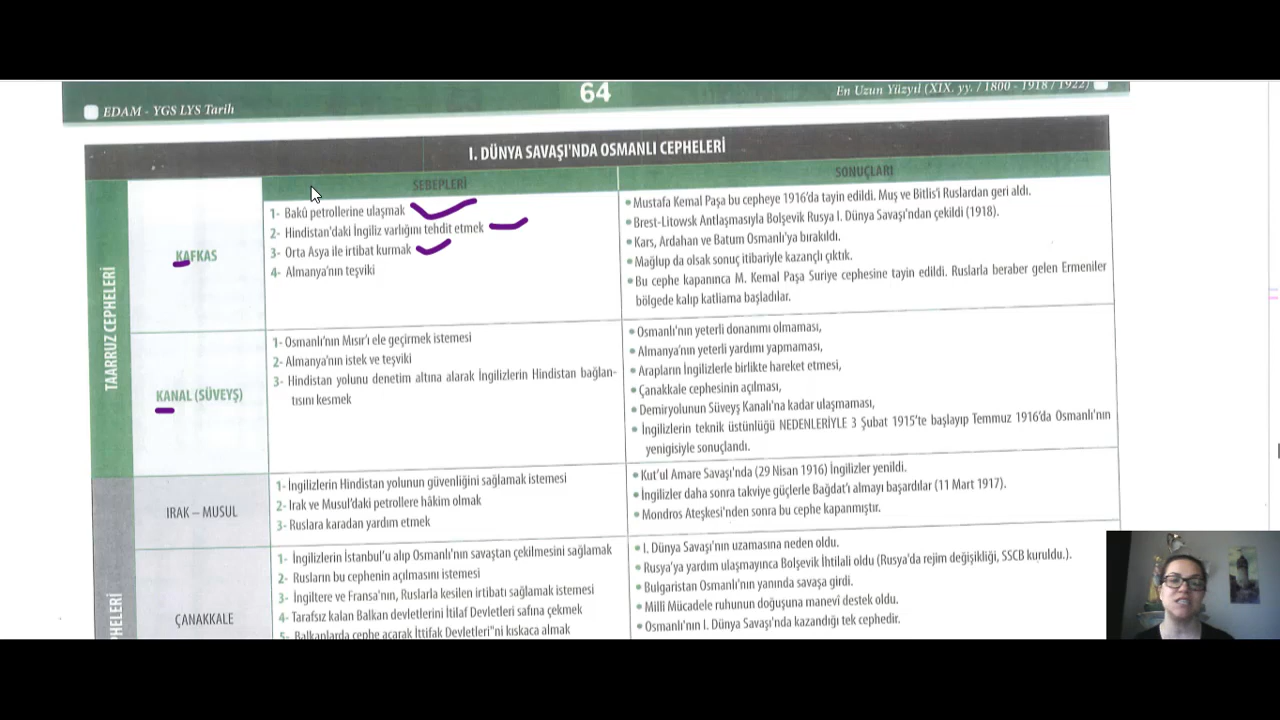 EDAM - YGS LYS Tarih
64
En Uzun Yüzyıl (XIX. yy. / 1800 - 1918 / 1922)
I. DÜNYA SAVAŞI'NDA OSMANLI CEPHELERİ
SEBEPLERİ
SONUÇLARI
TAARRUZ CEPHELERİ
KAFKAS
1- Bakû petrollerine ulaşmak
2- Hindistan'daki İngiliz varlığını tehdit etmek
3- Orta Asya ile irtibat kurmak
4- Almanya'nın teşviki
• Mustafa Kemal Paşa bu cepheye 1916'da tayin edildi. Muş ve Bitlis'i Ruslardan geri aldı.
• Brest-Litowsk Antlaşmasıyla Bolşevik Rusya I. Dünya Savaşı'ndan çekildi (1918).
• Kars, Ardahan ve Batum Osmanlı'ya bırakıldı.
• Mağlup da olsak sonuç itibariyle kazançlı çıktık.
• Bu cephe kapanınca M. Kemal Paşa Suriye cephesine tayin edildi. Ruslarla beraber gelen Ermeniler
bölgede kalıp katliama başladılar.
KANAL (SÜVEYŞ)
1- Osmanlı'nın Mısır'ı ele geçirmek istemesi
2- Almanya'nın istek ve teşviki
3- Hindistan yolunu denetim altına alarak İngilizlerin Hindistan bağlan-
tısını kesmek
• Osmanlı'nın yeterli donanımı olmaması,
• Almanya'nın yeterli yardımı yapmaması,
• Arapların İngilizlerle birlikte hareket etmesi,
• Çanakkale cephesinin açılması,
• Demiryolunun Süveyş Kanalı'na kadar ulaşmaması,
• İngilizlerin teknik üstünlüğü NEDENLERİYLE 3 Şubat 1915'te başlayıp Temmuz 1916'da Osmanlı'nın
yenigisiyle sonuçlandı.
IRAK – MUSUL
1- İngilizlerin Hindistan yolunun güvenliğini sağlamak istemesi
2- Irak ve Musul'daki petrollere hâkim olmak
3- Ruslara karadan yardım etmek
• Kut'ul Amare Savaşı'nda (29 Nisan 1916) İngilizler yenildi.
• İngilizler daha sonra takviye güçlerle Bağdat'ı almayı başardılar (11 Mart 1917).
• Mondros Ateşkesi'nden sonra bu cephe kapanmıştır.
PHELERİ
ÇANAKKALE
1- İngilizlerin İstanbul'u alıp Osmanlı'nın savaştan çekilmesini sağlamak
2- Rusların bu cephenin açılmasını istemesi
3- İngiltere ve Fransa'nın, Ruslarla kesilen irtibatı sağlamak istemesi
4- Tarafsız kalan Balkan devletlerini İtilaf Devletleri safına çekmek
5- Balkanlarda cephe açarak İttifak Devletleri"ni kıskaca almak
• I. Dünya Savaşı'nın uzamasına neden oldu.
• Rusya'ya yardım ulaşmayınca Bolşevik İhtilali oldu (Rusya'da rejim değişikliği, SSCB kuruldu.).
• Bulgaristan Osmanlı'nın yanında savaşa girdi.
• Millî Mücadele ruhunun doğuşuna manevî destek oldu.
• Osmanlı'nın I. Dünya Savaşı'nda kazandığı tek cephedir.